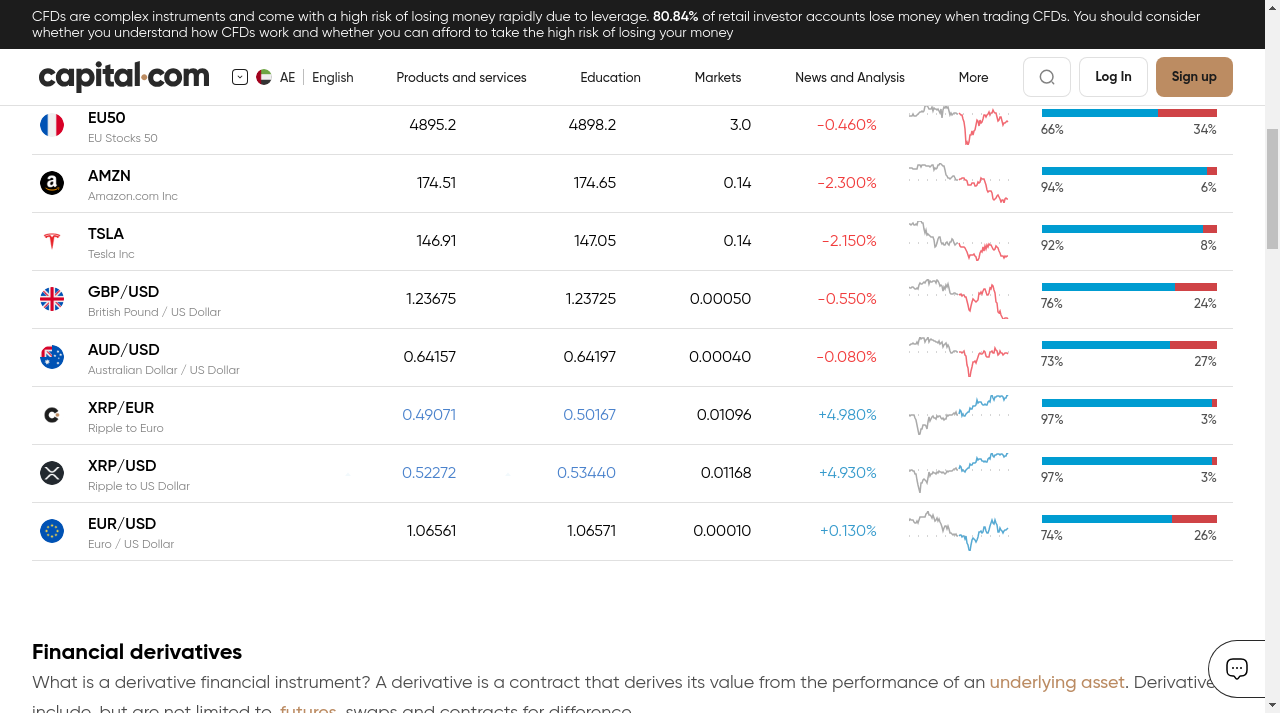 CFDs are complex instruments and come with a high risk of losing money rapidly due to leverage. 80.84% of retail investor accounts lose money when trading CFDs. You should consider
whether you understand how CFDs work and whether you can afford to take the high risk of losing your money
capital.com AE English Products and services Education Markets News and Analysis More Log In Sign up
EU50 4895.2 4898.2 3.0 -0.460%
EU Stocks 50 66% 34%
AMZN 174.51 174.65 0.14 -2.300%
Amazon.com Inc 94% 6%
TSLA 146.91 147.05 0.14 -2.150%
Tesla Inc 92% 8%
GBP/USD 1.23675 1.23725 0.00050 -0.550%
British Pound / US Dollar 76% 24%
AUD/USD 0.64157 0.64197 0.00040 -0.080%
Australian Dollar / US Dollar 73% 27%
XRP/EUR 0.49071 0.50167 0.01096 +4.980%
Ripple to Euro 97% 3%
XRP/USD 0.52272 0.53440 0.01168 +4.930%
Ripple to US Dollar 97% 3%
EUR/USD 1.06561 1.06571 0.00010 +0.130%
Euro / US Dollar 74% 26%
Financial derivatives
What is a derivative financial instrument? A derivative is a contract that derives its value from the performance of an underlying asset. Derivative
include, but are not limited to, futures, swaps and contracts for difference